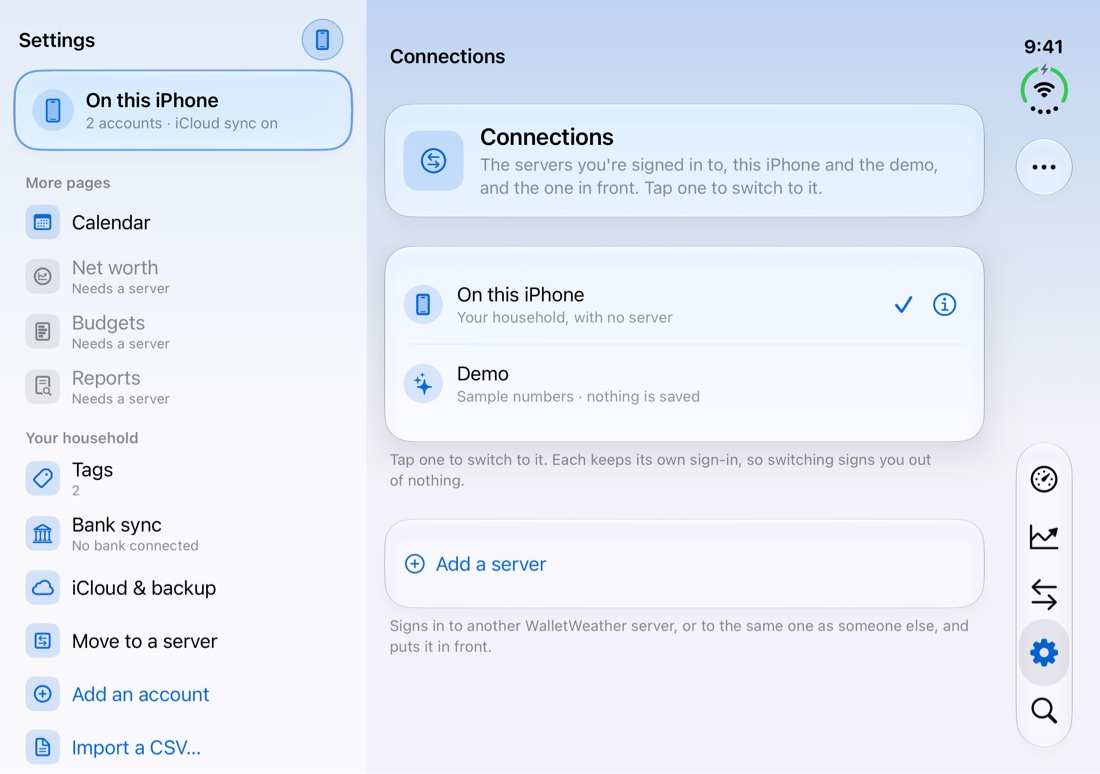 Settings
On this iPhone
2 accounts · iCloud sync on
More pages
Calendar
Net worth
Needs a server
Budgets
Needs a server
Reports
Needs a server
Your household
Tags
2
Bank sync
No bank connected
iCloud & backup
Move to a server
Add an account
Import a CSV...
Connections
Connections
The servers you're signed in to, this iPhone and the demo,
and the one in front. Tap one to switch to it.
On this iPhone
Your household, with no server
Demo
Sample numbers · nothing is saved
Tap one to switch to it. Each keeps its own sign-in, so switching signs you out
of nothing.
Add a server
Signs in to another WalletWeather server, or to the same one as someone else, and
puts it in front.
9:41